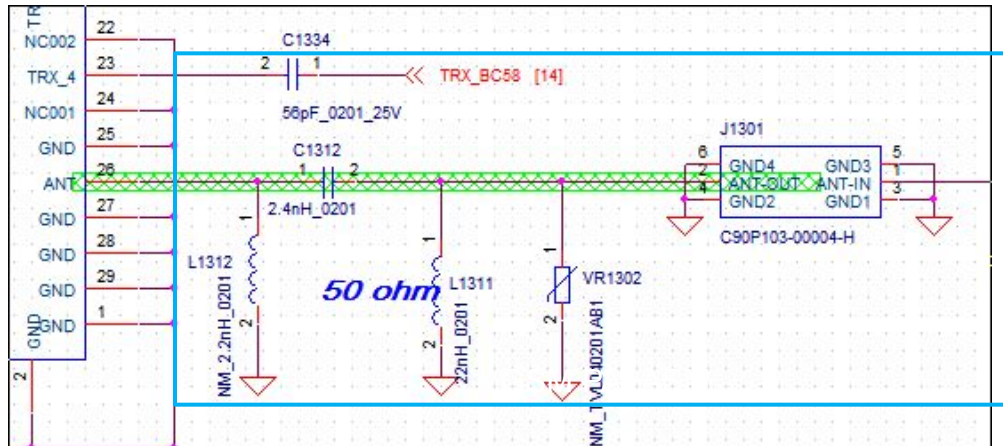 TR
22
NC002
C1334
23
2
1
TRX_4
TRX_BC58 [14]
24
NC001
56pF_0201_25V
25
GND
C1312
J1301
26
1
2
6
GND4
GND3
5
ANT
2
ANT-OUT
ANT-IN
1
4
GND2
GND1
3
27
GND
2.4nH_0201
C90P103-00004-H
28
GND
1
1
1
L1312
50 ohm
L1311
VR1302
29
GND
2
2
2
1
GND
GND
NM_2.2nH_0201
22nH_0201
2